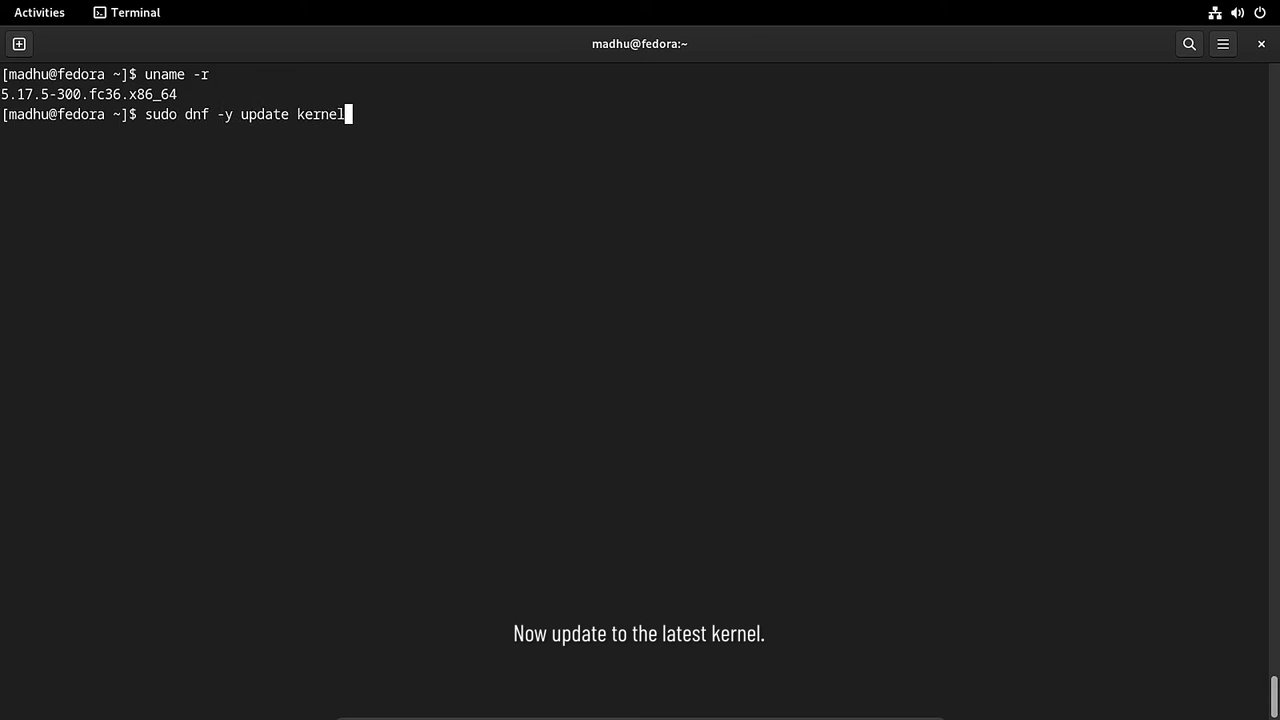 Activities
Terminal
madhu@fedora:~
[madhu@fedora ~]$ uname -r
5.17.5-300.fc36.x86_64
[madhu@fedora ~]$ sudo dnf -y update kernel
Now update to the latest kernel.